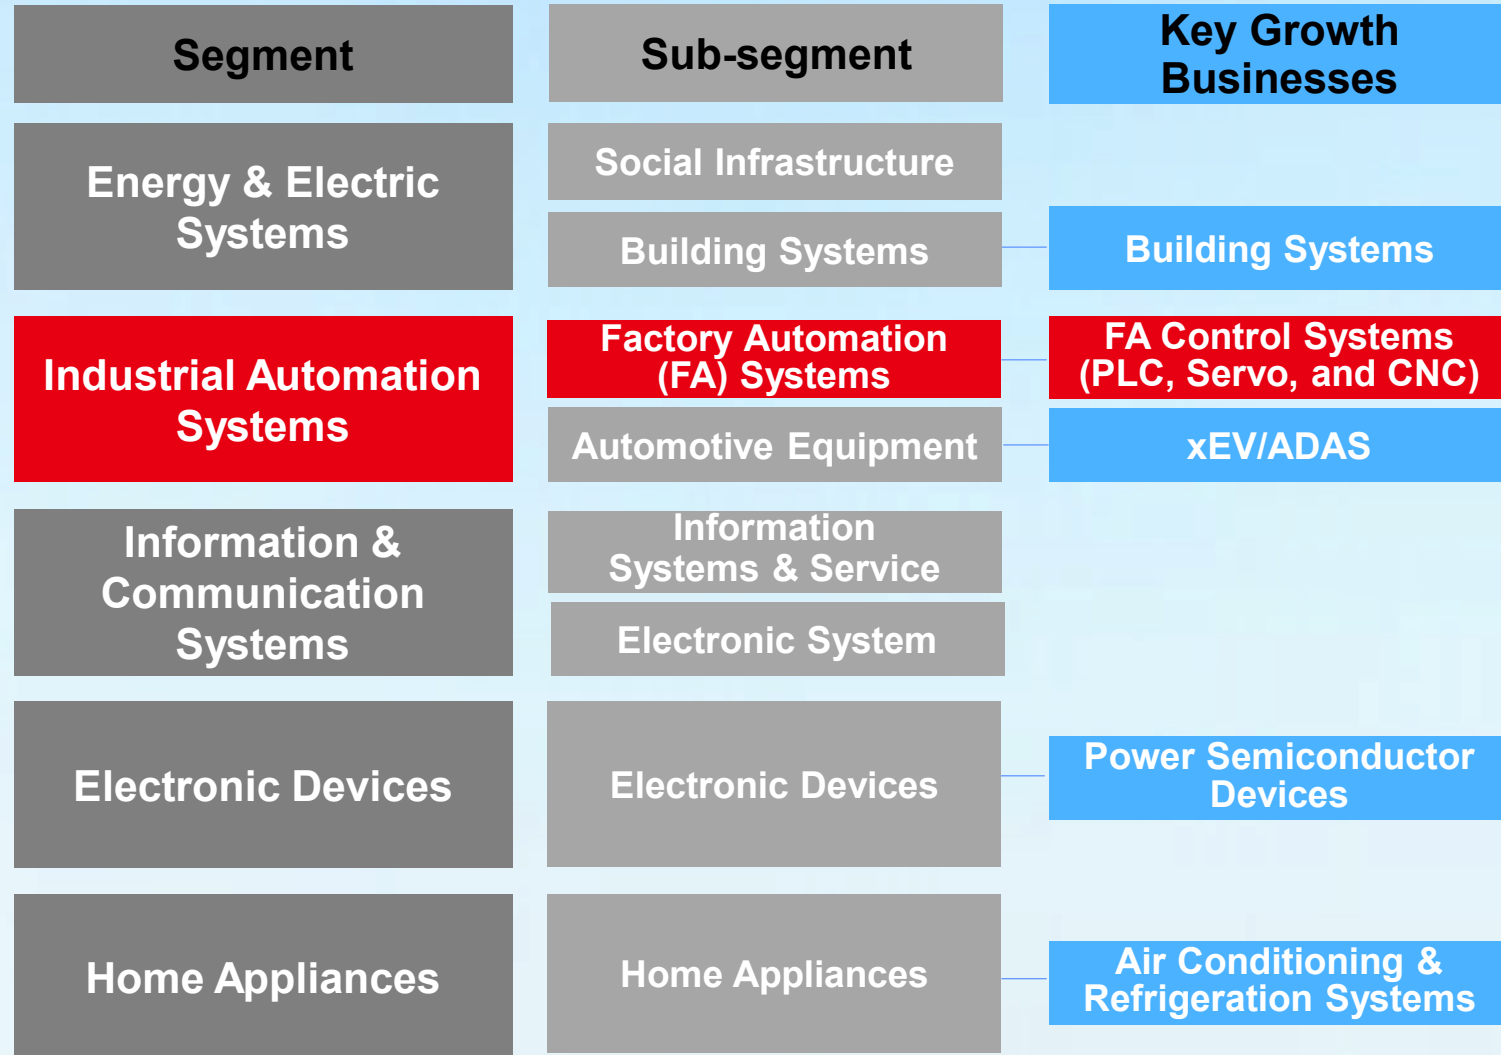 Segment
Sub-segment
Key Growth
Businesses
Energy & Electric
Systems
Social Infrastructure
Building Systems
Building Systems
Industrial Automation
Systems
Factory Automation
(FA) Systems
FA Control Systems
(PLC, Servo, and CNC)
Automotive Equipment
xEV/ADAS
Information &
Communication
Systems
Information
Systems & Service
Electronic System
Electronic Devices
Electronic Devices
Power Semiconductor
Devices
Home Appliances
Home Appliances
Air Conditioning &
Refrigeration Systems